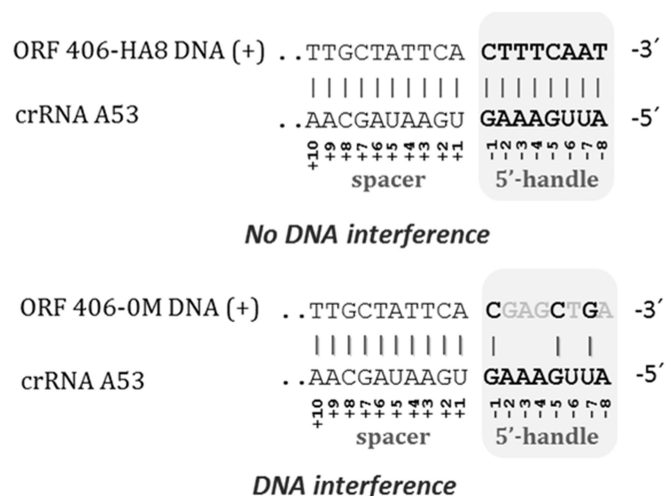 ORF 406-HA8 DNA (+) ..TTGCTATTCA CTTTCAAT -3´
crRNA A53 ..AACGAUAAGU GAAAGUUA -5´
+10 +9 +8 +7 +6 +5 +4 +3 +2 +1 -1 -2 -3 -4 -5 -6 -7 -8
spacer 5´-handle
No DNA interference
ORF 406-0M DNA (+) ..TTGCTATTCA CGAGCTGA -3´
crRNA A53 ..AACGAUAAGU GAAAGUUA -5´
+10 +9 +8 +7 +6 +5 +4 +3 +2 +1 -1 -2 -3 -4 -5 -6 -7 -8
spacer 5´-handle
DNA interference